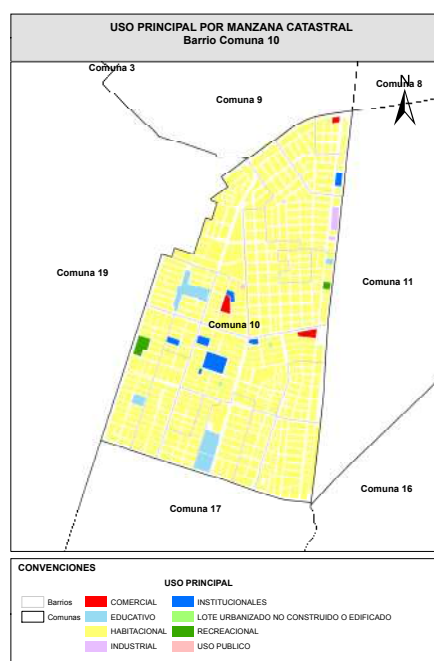 USO PRINCIPAL POR MANZANA CATASTRAL
Barrio Comuna 10
Comuna 3
Comuna 8
N
Comuna 9
Comuna 19
Comuna 11
Comuna 10
Comuna 16
Comuna 17
CONVENCIONES
USO PRINCIPAL
Barrios
COMERCIAL
INSTITUCIONALES
Comunas
EDUCATIVO
LOTE URBANIZADO NO CONSTRUIDO O EDIFICADO
HABITACIONAL
RECREACIONAL
INDUSTRIAL
USO PUBLICO